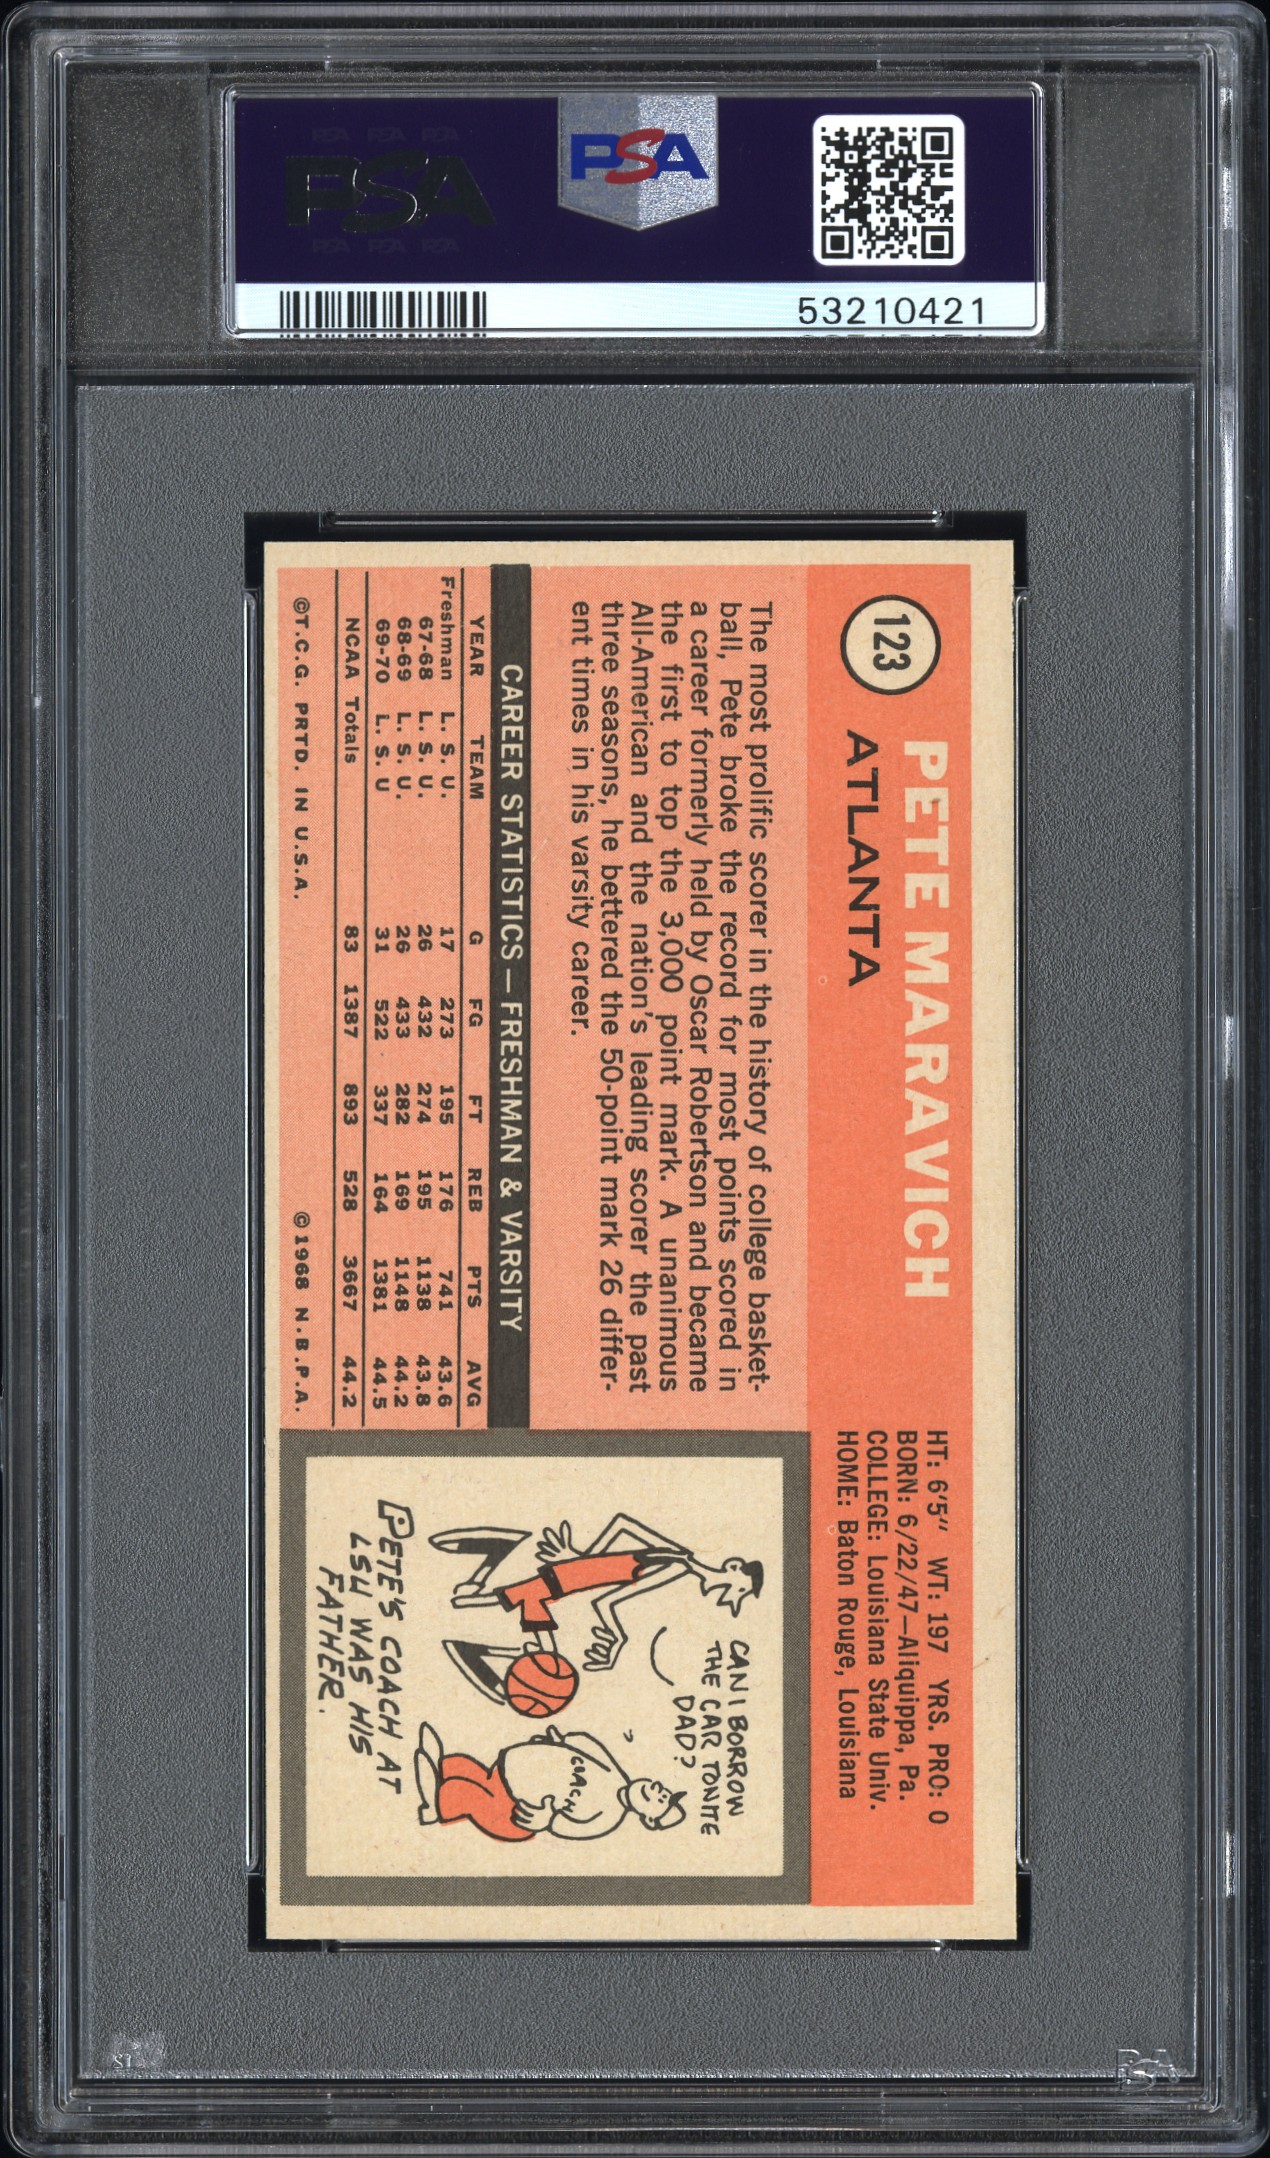 PSA PSA PSA
PSA
PSA PSA PSA
PSA
53210421
123
PETE MARAVICH
ATLANTA
HT: 6'5" WT: 197 YRS. PRO: 0
BORN: 6/22/47—Aliquippa, Pa.
COLLEGE: Louisiana State Univ.
HOME: Baton Rouge, Louisiana
The most prolific scorer in the history of college basket-
ball, Pete broke the record for most points scored in
a career formerly held by Oscar Robertson and became
the first to top the 3,000 point mark. A unanimous
All-American and the nation's leading scorer the past
three seasons, he bettered the 50-point mark 26 differ-
ent times in his varsity career.
CAREER STATISTICS — FRESHMAN & VARSITY
YEAR TEAM G FG FT REB PTS AVG
Freshman L. S. U. 17 273 195 176 741 43.6
67-68 L. S. U. 26 432 274 195 1138 43.8
68-69 L. S. U. 26 433 282 169 1148 44.2
69-70 L. S. U 31 522 337 164 1381 44.5
NCAA Totals 83 1387 893 528 3667 44.2
©T.C.G. PRTD. IN U.S.A. ©1968 N.B.P.A.
CAN I BORROW
THE CAR TONITE
DAD?
COACH
PETE'S COACH AT
LSU WAS HIS
FATHER.
PSA